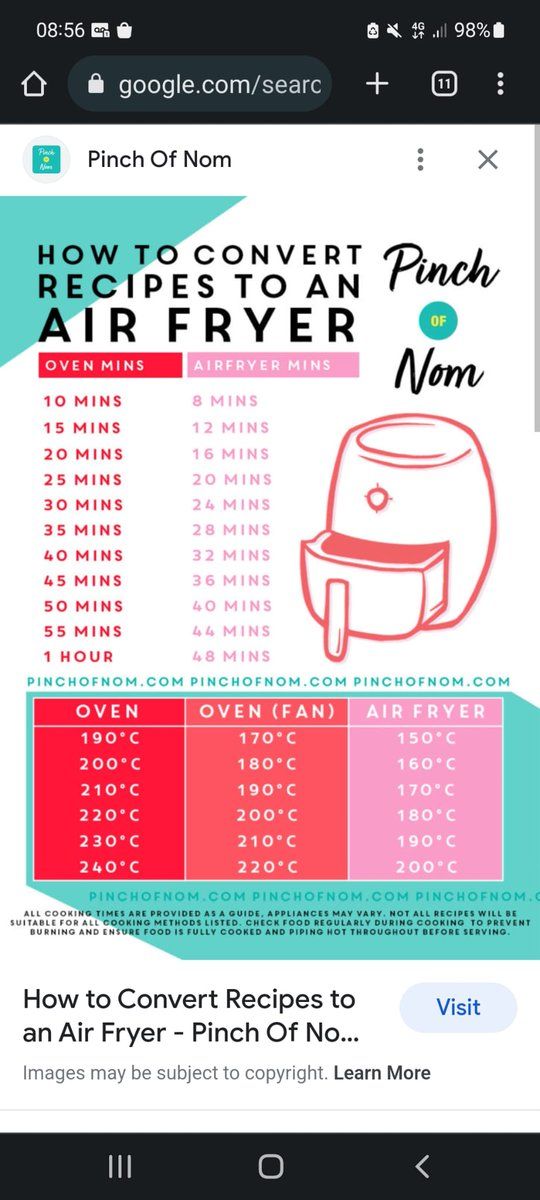 08:56
4G 98%
google.com/searc
11
Pinch Of Nom
HOW TO CONVERT
RECIPES TO AN
AIR FRYER
Pinch
OF
Nom
OVEN MINS AIRFRYER MINS
10 MINS 8 MINS
15 MINS 12 MINS
20 MINS 16 MINS
25 MINS 20 MINS
30 MINS 24 MINS
35 MINS 28 MINS
40 MINS 32 MINS
45 MINS 36 MINS
50 MINS 40 MINS
55 MINS 44 MINS
1 HOUR 48 MINS
PINCHOFNOM.COM PINCHOFNOM.COM PINCHOFNOM.COM
OVEN OVEN (FAN) AIR FRYER
190°C 170°C 150°C
200°C 180°C 160°C
210°C 190°C 170°C
220°C 200°C 180°C
230°C 210°C 190°C
240°C 220°C 200°C
PINCHOFNOM.COM PINCHOFNOM.COM PINCHOFNOM.C
ALL COOKING TIMES ARE PROVIDED AS A GUIDE, APPLIANCES MAY VARY. NOT ALL RECIPES WILL BE
SUITABLE FOR ALL COOKING METHODS LISTED. CHECK FOOD REGULARLY DURING COOKING TO PREVENT
BURNING AND ENSURE FOOD IS FULLY COOKED AND PIPING HOT THROUGHOUT BEFORE SERVING.
How to Convert Recipes to
an Air Fryer - Pinch Of No...
Visit
Images may be subject to copyright. Learn More